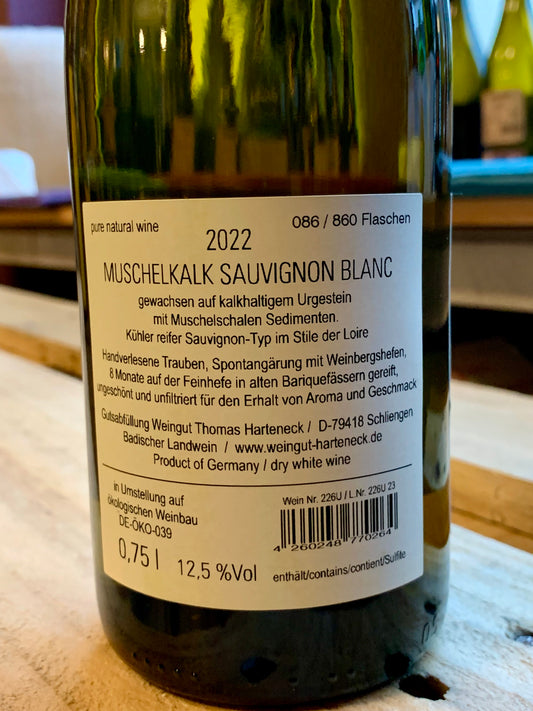 pure natural wine
086 / 860 Flaschen
2022
MUSCHELKALK SAUVIGNON BLANC
gewachsen auf kalkhaltigem Urgestein
mit Muschelschalen Sedimenten.
Kühler reifer Sauvignon-Typ im Stile der Loire
Handverlesene Trauben, Spontangärung mit Weinbergshefen,
8 Monate auf der Feinhefe in alten Bariquefässern gereift,
ungeschönt und unfiltriert für den Erhalt von Aroma und Geschmack
Gutsabfüllung Weingut Thomas Harteneck / D-79418 Schliengen
Badischer Landwein / www.weingut-harteneck.de
Product of Germany / dry white wine
in Umstellung auf
ökologischen Weinbau
DE-ÖKO-039
0,75 l 12,5 %Vol
Wein Nr. 226U / L.Nr. 226U 23
4 260248 770264
enthält/contains/contient/Sulfite